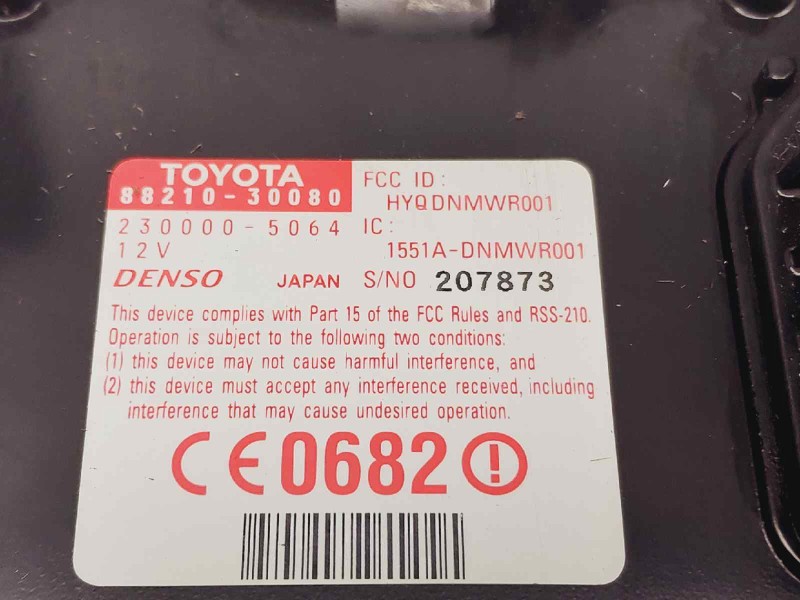 TOYOTA
88210-30080
FCC ID:
HYQDNMWR001
230000-5064
IC:
12V
1551A-DNMWR001
DENSO JAPAN S/NO 207873
This device complies with Part 15 of the FCC Rules and RSS-210.
Operation is subject to the following two conditions:
(1) this device may not cause harmful interference, and
(2) this device must accept any interference received, including
interference that may cause undesired operation.
CE0682